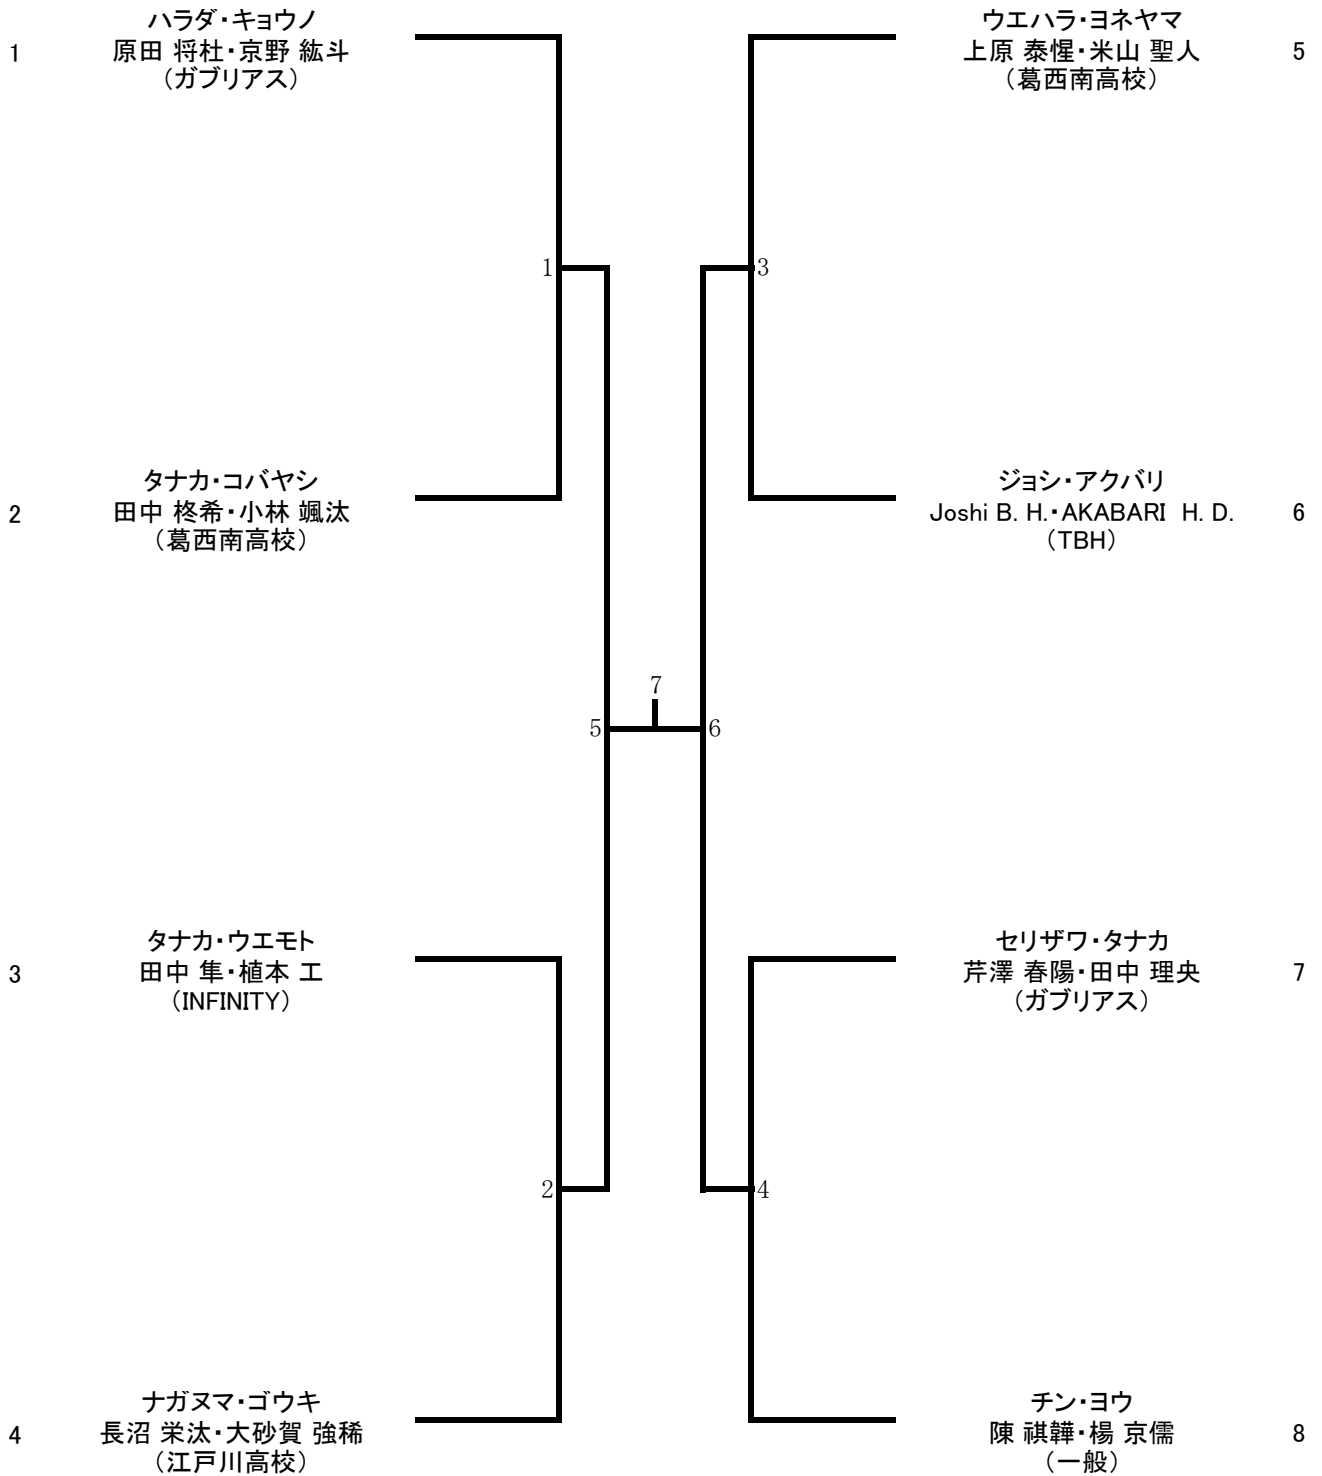 ハラダ・キョウノ
1 原田 将杜・京野 紘斗
(ガブリアス)
タナカ・コバヤシ
2 田中 柊希・小林 颯汰
(葛西南高校)
タナカ・ウエモト
3 田中 隼・植本 工
(INFINITY)
ナガヌマ・ゴウキ
4 長沼 栄汰・大砂賀 強稀
(江戸川高校)
1
2
5
7
6
3
4
ウエハラ・ヨネヤマ
上原 泰惺・米山 聖人 5
(葛西南高校)
ジョシ・アクバリ
Joshi B. H.・AKABARI H. D. 6
(TBH)
セリザワ・タナカ
芹澤 春陽・田中 理央 7
(ガブリアス)
チン・ヨウ
陳 祺韡・楊 京儒 8
(一般)